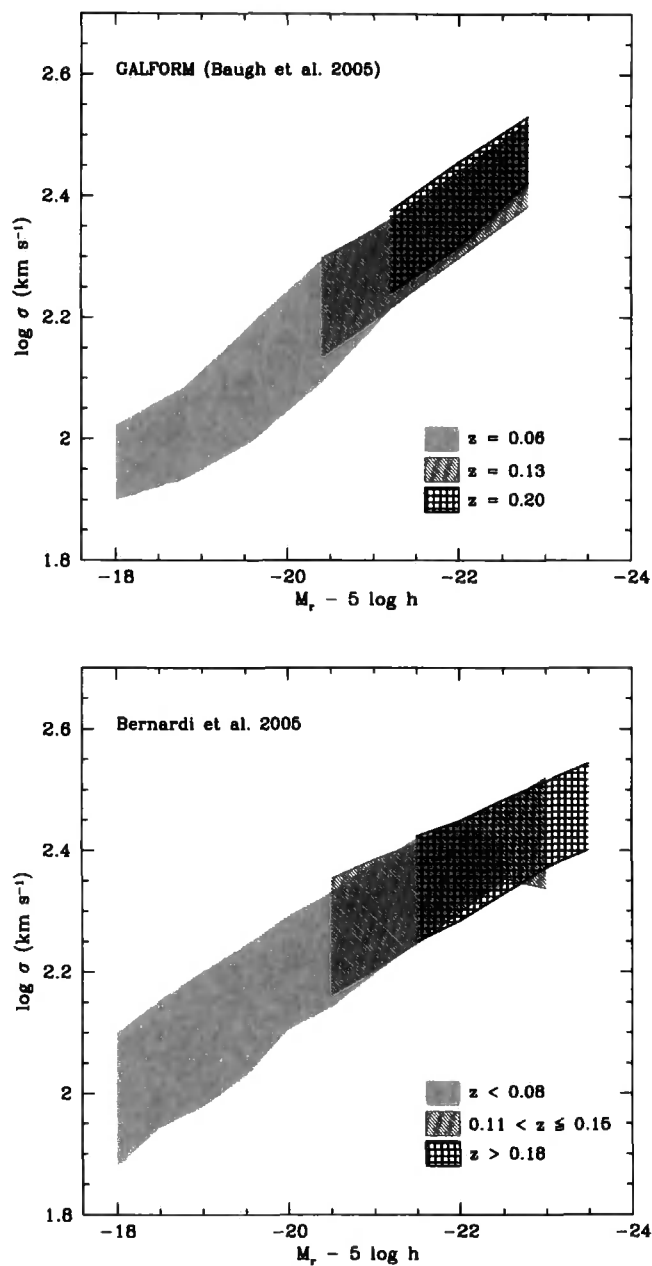 GALFORM (Baugh et al. 2005)
log σ (km s⁻¹)
2.6
2.4
2.2
2
1.8
z = 0.06
z = 0.13
z = 0.20
−18
−20
−22
−24
M_r − 5 log h
Bernardi et al. 2005
log σ (km s⁻¹)
2.6
2.4
2.2
2
1.8
z < 0.08
0.11 < z ≤ 0.15
z > 0.18
−18
−20
−22
−24
M_r − 5 log h